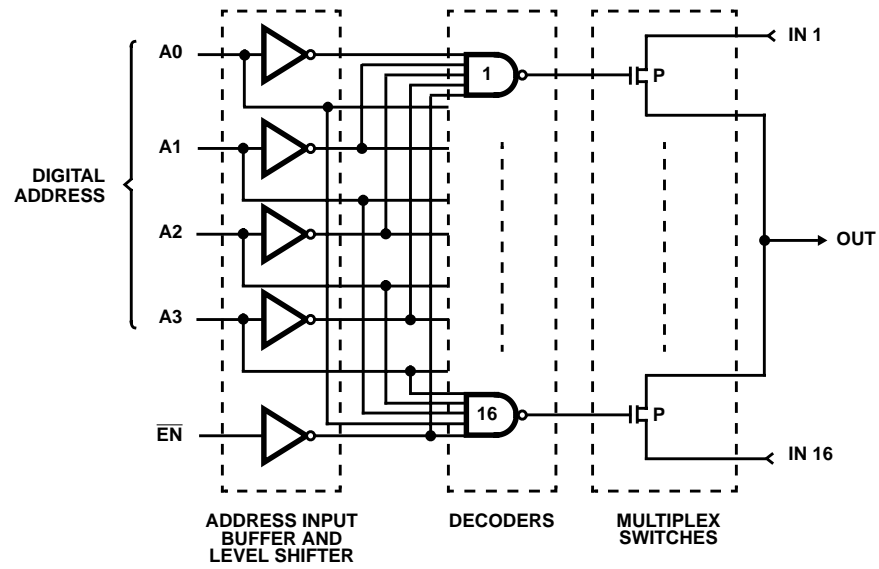 A0
1
P
IN 1
A1
DIGITAL
ADDRESS
A2
OUT
A3
16
P
E̅N̅
IN 16
ADDRESS INPUT
BUFFER AND
LEVEL SHIFTER
DECODERS
MULTIPLEX
SWITCHES